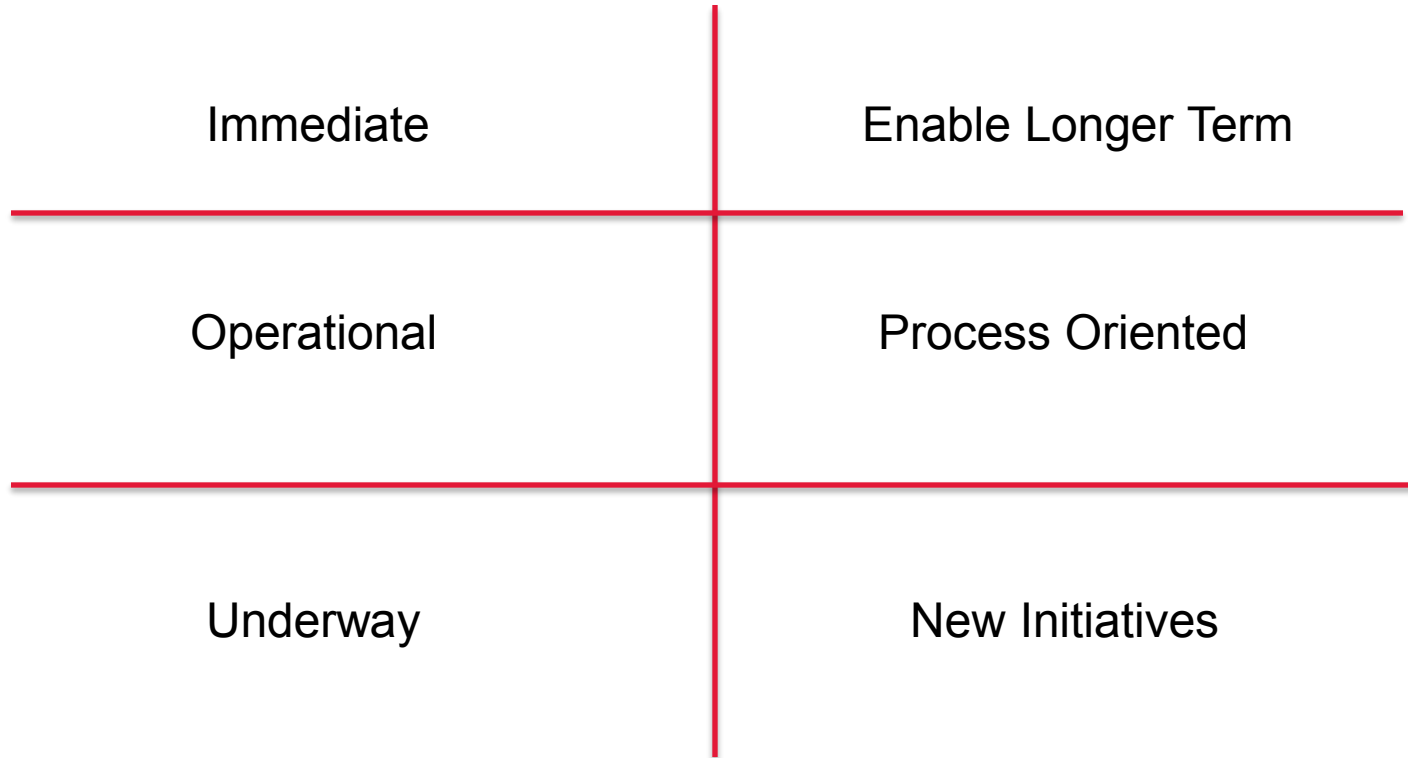 Immediate
Enable Longer Term
Operational
Process Oriented
Underway
New Initiatives